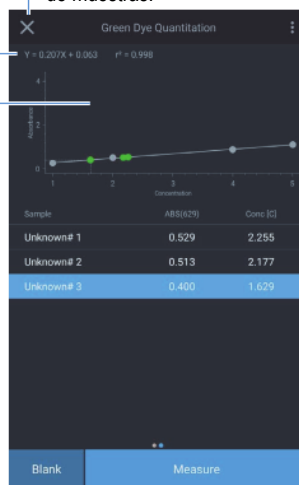 de muestras.
Green Dye Quantitation
Y = 0.207X + 0.063 r² = 0.998
4
2
0
Absorbance
1 2 3 4 5
Concentration
Sample ABS(629) Conc [C]
Unknown# 1 0.529 2.255
Unknown# 2 0.513 2.177
Unknown# 3 0.400 1.629
Blank Measure